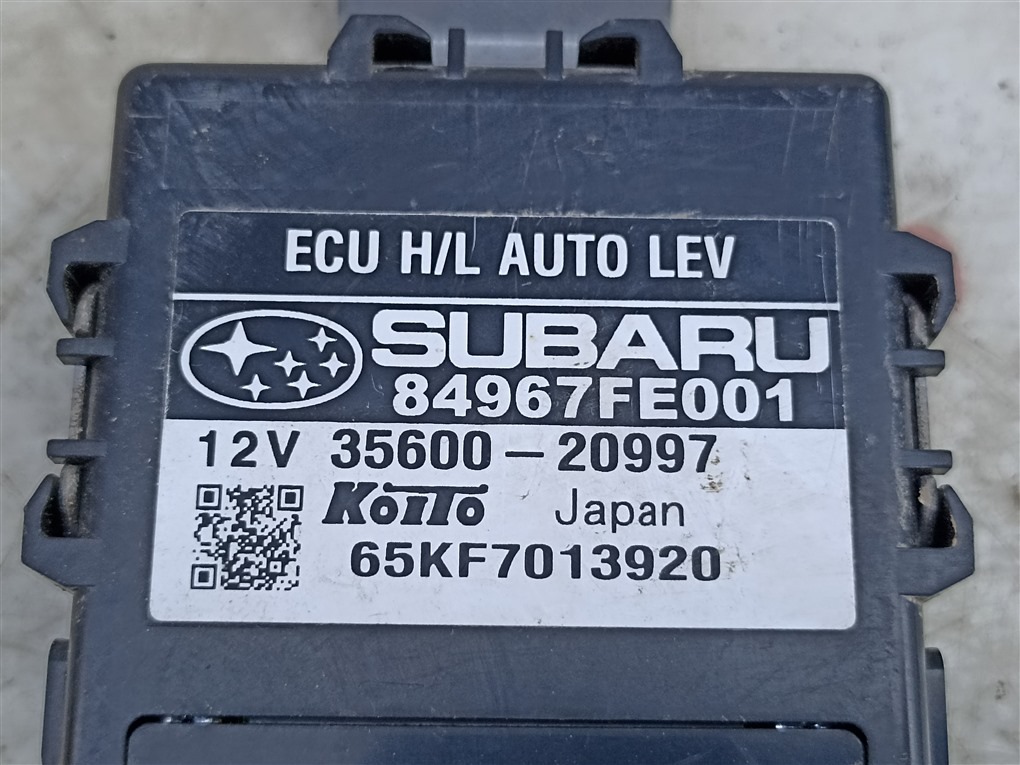 ECU H/L AUTO LEV
SUBARU
84967FE001
12V 35600-20997
KOITO Japan
65KF7013920